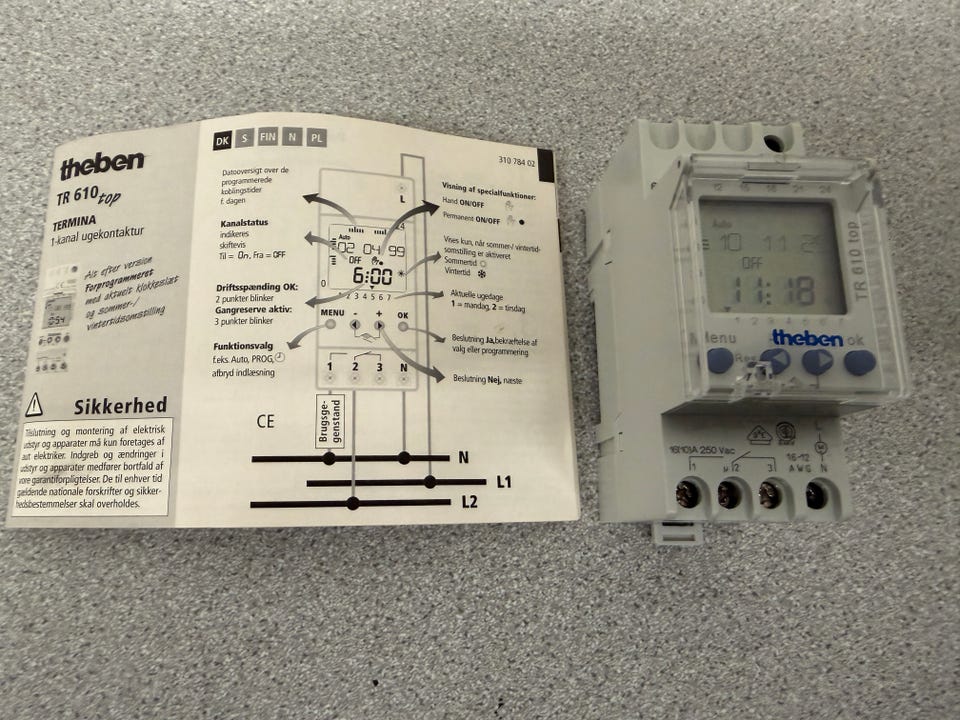 theben
TR 610 top
TERMINA
1-kanal ugekontaktur
Alt efter version
Forprogrammeret
med aktuelt klokkeslæt
og sommer-/
vintertidsomstilling
Sikkerhed
Tilslutning og montering af elektrisk
udstyr og apparater må kun foretages af
aut elektriker. Indgreb og ændringer i
udstyr og apparater medfører bortfald af
vore garantiforpligtelser. De til enhver tid
gældende nationale forskrifter og sikker-
hedsbestemmelser skal overholdes.
DK S FIN N PL
310 784 02
Datooversigt over de
programmerede
koblingstider
f. dagen
Kanalstatus
indikeres
skiftevis
Til = On, Fra = OFF
Driftsspænding OK:
2 punkter blinker
Gangreserve aktiv:
3 punkter blinker
Funktionsvalg
f.eks. Auto, PROG,
afbryd indlæsning
L
24
Auto
02 04 99
OFF
6:00
0
1 2 3 4 5 6 7
MENU - + OK
1 2 3 N
Visning af specialfunktioner:
Hand ON/OFF
Permanent ON/OFF
Vises kun, når sommer-/ vintertid-
somstilling er aktiveret
Sommertid
Vintertid
Aktuelle ugedage
1 = mandag, 2 = tirsdag
Beslutning Ja, bekræftelse af
valg eller programmering
Beslutning Nej, næste
CE
Brugsge-
genstand
N
L1
L2
12 15 18 21 24
Auto
10 11
OFF
11:18
TR 610 top
Menu theben ok
Res
L
16(10)A 250 Vac
16-12
AWG
1 µ 2 3 N